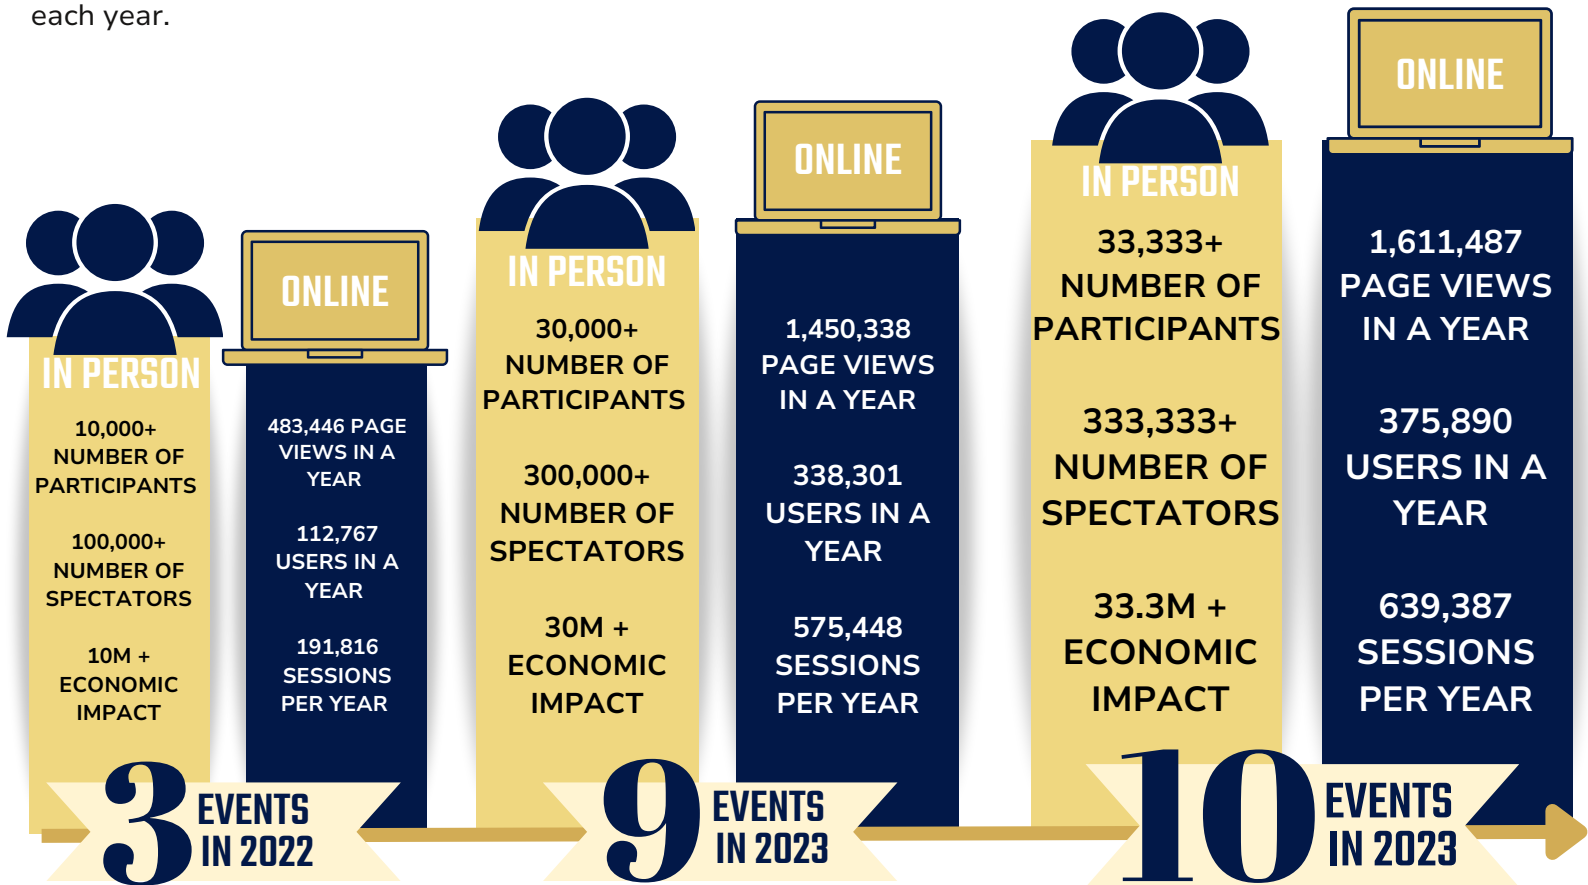 each year.
IN PERSON
10,000+
NUMBER OF
PARTICIPANTS
100,000+
NUMBER OF
SPECTATORS
10M +
ECONOMIC
IMPACT
ONLINE
483,446 PAGE
VIEWS IN A
YEAR
112,767
USERS IN A
YEAR
191,816
SESSIONS
PER YEAR
3 EVENTS
IN 2022
IN PERSON
30,000+
NUMBER OF
PARTICIPANTS
300,000+
NUMBER OF
SPECTATORS
30M +
ECONOMIC
IMPACT
ONLINE
1,450,338
PAGE VIEWS
IN A YEAR
338,301
USERS IN A
YEAR
575,448
SESSIONS
PER YEAR
9 EVENTS
IN 2023
IN PERSON
33,333+
NUMBER OF
PARTICIPANTS
333,333+
NUMBER OF
SPECTATORS
33.3M +
ECONOMIC
IMPACT
ONLINE
1,611,487
PAGE VIEWS
IN A YEAR
375,890
USERS IN A
YEAR
639,387
SESSIONS
PER YEAR
10 EVENTS
IN 2023